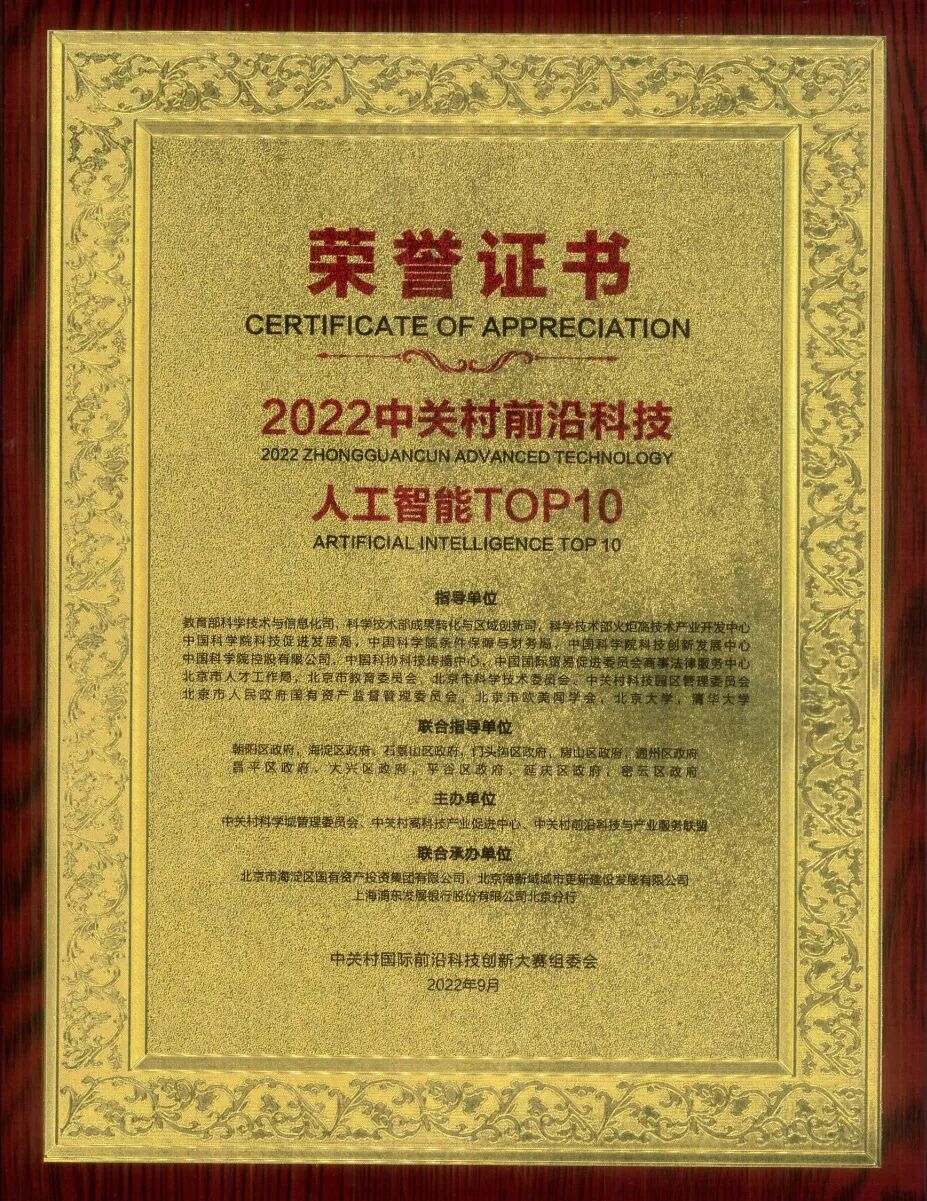 荣誉证书
CERTIFICATE OF APPRECIATION
2022中关村前沿科技
2022 ZHONGGUANCUN ADVANCED TECHNOLOGY
人工智能TOP10
ARTIFICIAL INTELLIGENCE TOP 10
指导单位
教育部科学技术与信息化司、科学技术部成果转化与区域创新司、科学技术部火炬高技术产业开发中心
中国科学院科技促进发展局、中国科学院条件保障与财务局、中国科学院科技创新发展中心
中国科学院控股有限公司、中国科协科技传播中心、中国国际贸易促进委员会商事法律服务中心
北京市人才工作局、北京市教育委员会、北京市科学技术委员会、中关村科技园区管理委员会
北京市人民政府国有资产监督管理委员会、北京市欧美同学会、北京大学、清华大学
联合指导单位
朝阳区政府、海淀区政府、石景山区政府、门头沟区政府、房山区政府、通州区政府
昌平区政府、大兴区政府、平谷区政府、延庆区政府、密云区政府
主办单位
中关村科学城管理委员会、中关村高科技产业促进中心、中关村前沿科技与产业服务联盟
联合承办单位
北京市海淀区国有资产投资集团有限公司、北京海新域城市更新建设发展有限公司
上海浦东发展银行股份有限公司北京分行
中关村国际前沿科技创新大赛组委会
2022年9月